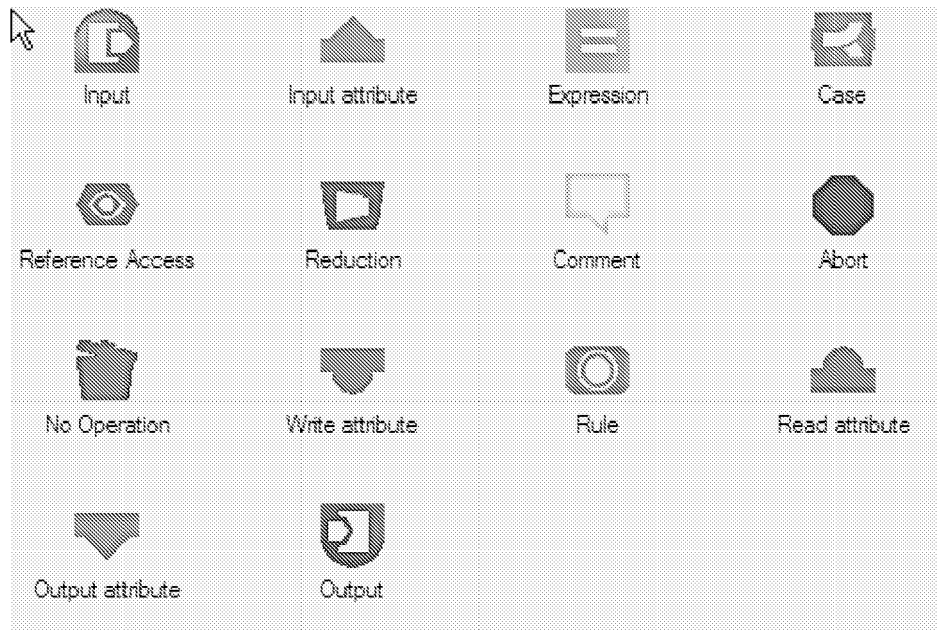 Input
Input attribute
Expression
Case
Reference Access
Reduction
Comment
Abort
No Operation
Write attribute
Rule
Read attribute
Output attribute
Output